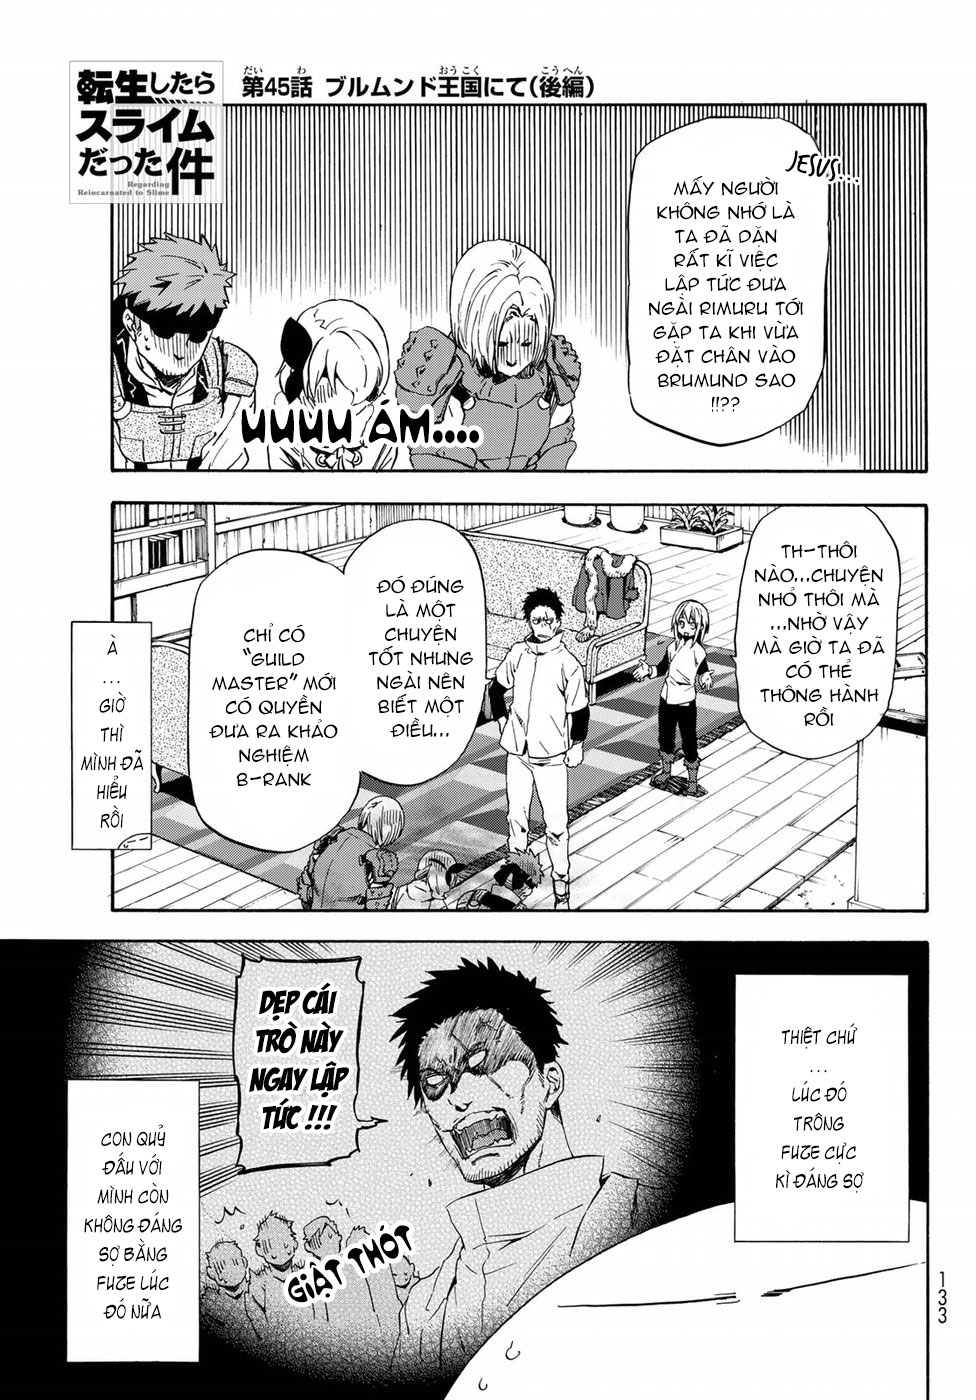 転生したら
スライム
だった件
Regarding
Reincarnated to Slime
第45話 ブルムンド王国にて(後編)
だい わ おうこく こうへん
JESUS...
MẤY NGƯỜI
KHÔNG NHỚ LÀ
TA ĐÃ DẶN
RẤT KĨ VIỆC
LẬP TỨC ĐƯA
NGÀI RIMURU TỚI
GẶP TA KHI VỪA
ĐẶT CHÂN VÀO
BRUMUND SAO
!!??
UUUU ÁM....
TH-THÔI
NÀO...CHUYỆN
NHỎ THÔI MÀ
...NHỜ VẬY
MÀ GIỜ TA ĐÃ
CÓ THỂ
THÔNG HÀNH
RỒI
ĐÓ ĐÚNG
LÀ MỘT
CHUYỆN
TỐT NHƯNG
NGÀI NÊN
BIẾT MỘT
ĐIỀU...
CHỈ CÓ
"GUILD
MASTER" MỚI
CÓ QUYỀN
ĐƯA RA KHẢO
NGHIỆM
B-RANK
À
...
GIỜ
THÌ
MÌNH ĐÃ
HIỂU
RỒI
THIỆT CHỨ
...
LÚC ĐÓ
TRÔNG
FUZE CỰC
KÌ ĐÁNG SỢ
DẸP CÁI
TRÒ NÀY
NGAY LẬP
TỨC !!!
GIẬT THÓT
CON QUỶ
ĐẤU VỚI
MÌNH CÒN
KHÔNG ĐÁNG
SỢ BẰNG
FUZE LÚC
ĐÓ NỮA
133